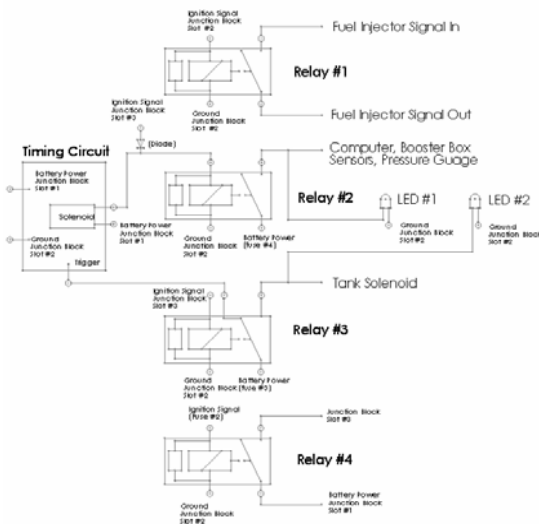 Ignition Signal
Junction Block
Slot #2
Fuel Injector Signal In
Relay #1
Ignition Signal
Junction Block
Slot #3
Ground
Junction Block
Slot #2
Fuel Injector Signal Out
(Diode)
Timing Circuit
Computer, Booster Box
Sensors, Pressure Guage
Battery Power
Junction Block
Slot #1
Relay #2
LED #1
LED #2
Solenoid
Battery Power
Junction Block
Slot #1
Ground
Junction Block
Slot #2
Ground
Junction Block
Slot #2
Battery Power
(fuse #4)
Ground
Junction Block
Slot #2
Ground
Junction Block
Slot #2
Trigger
Ignition Signal
Junction Block
Slot #3
Tank Solenoid
Relay #3
Ground
Junction Block
Slot #2
Battery Power
(fuse #3)
Ignition Signal
(fuse #2)
Junction Block
Slot #3
Relay #4
Ground
Junction Block
Slot #2
Battery Power
Junction Block
Slot #1